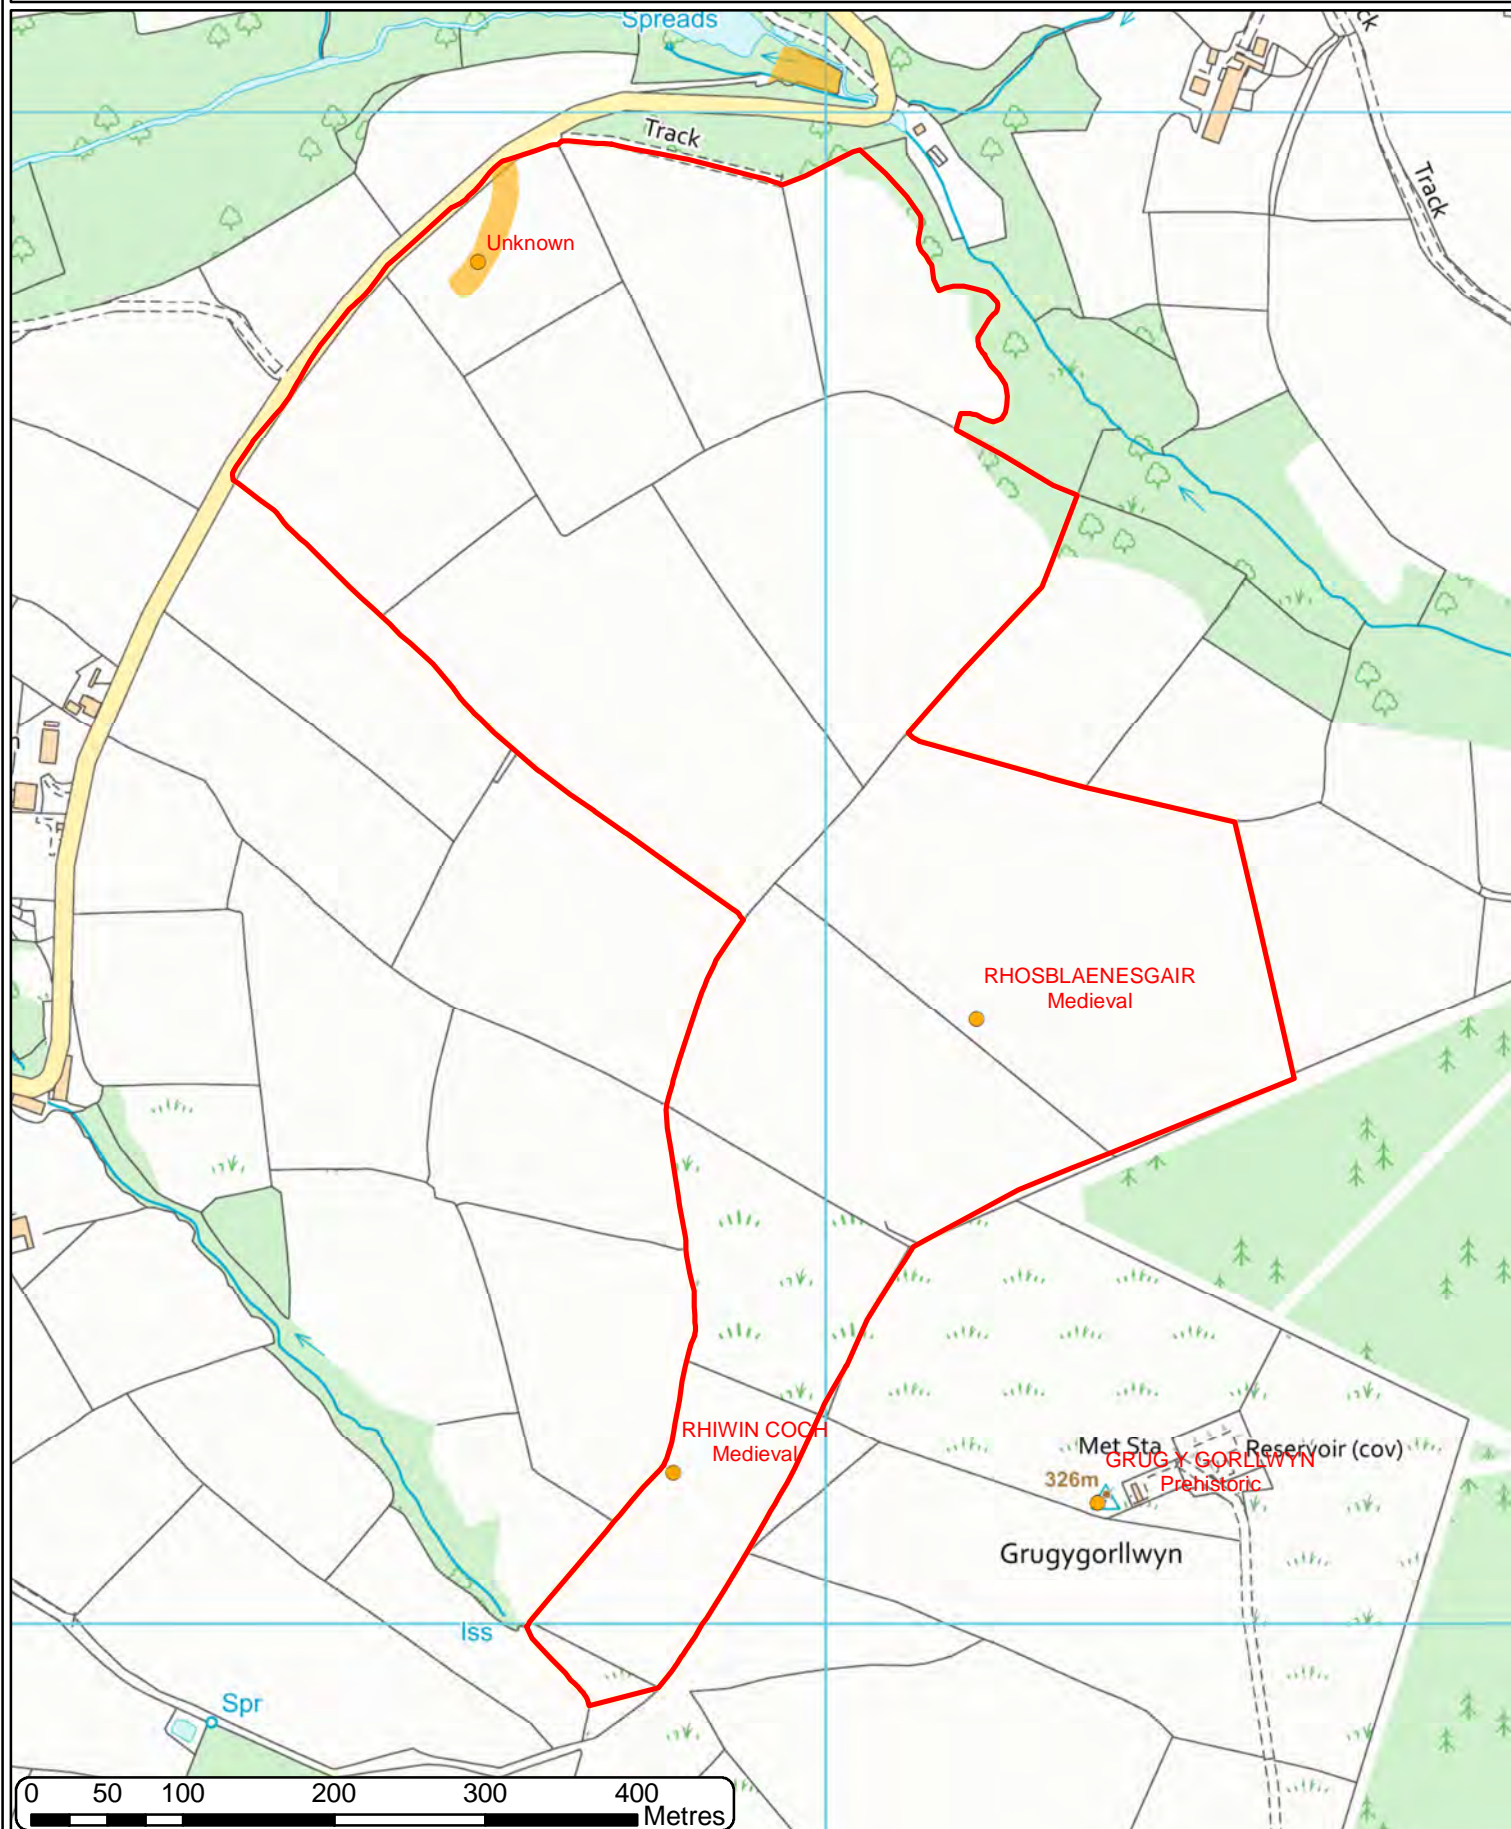 Spreads
ck
Track
Track
Unknown
RHOSBLAENESGAIR
Medieval
RHIWIN COCH
Medieval
Met Sta
Reservoir (cov)
GRUG Y GORLLWYN
Prehistoric
326m
Grugygorllwyn
Iss
Spr
0 50 100 200 300 400
Metres